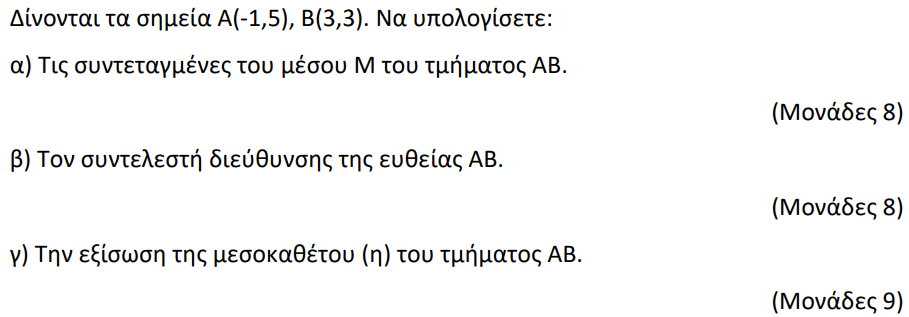 Δίνονται τα σημεία Α(-1,5), Β(3,3). Να υπολογίσετε:
α) Τις συντεταγμένες του μέσου Μ του τμήματος ΑΒ.
(Μονάδες 8)
β) Τον συντελεστή διεύθυνσης της ευθείας ΑΒ.
(Μονάδες 8)
γ) Την εξίσωση της μεσοκαθέτου (η) του τμήματος ΑΒ.
(Μονάδες 9)